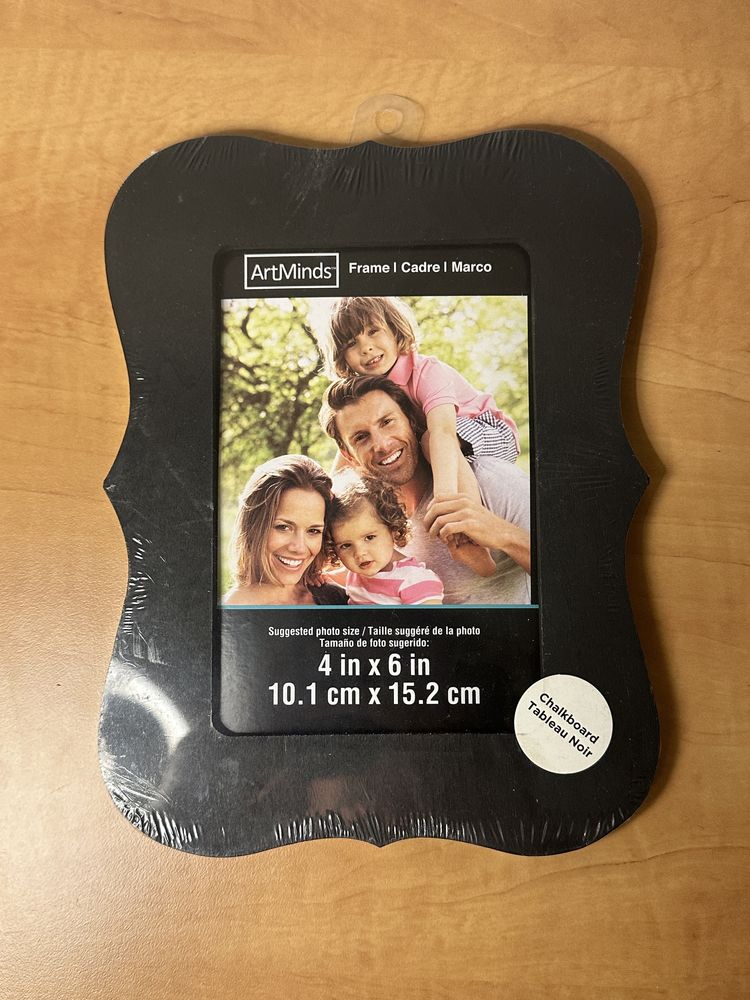 ArtMinds™
Frame | Cadre | Marco
Suggested photo size / Taille suggéré de la photo
Tamaño de foto sugerido:
4 in x 6 in
10.1 cm x 15.2 cm
Chalkboard
Tableau Noir